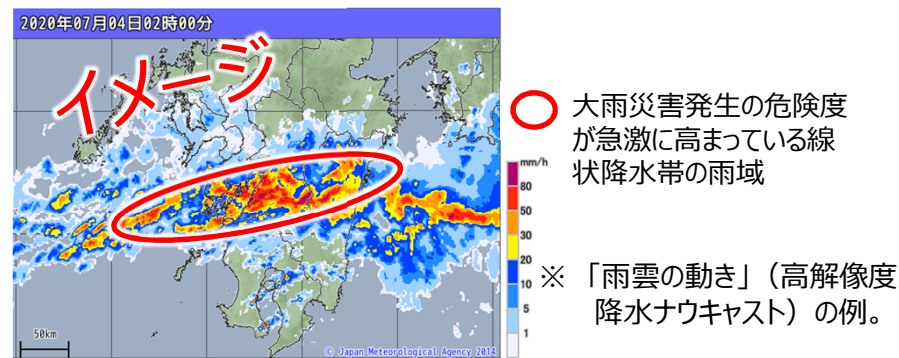 2020年07月04日02時00分
イメージ
50km
© Japan Meteorological Agency 2014
mm/h
80
50
30
20
10
5
1
大雨災害発生の危険度
が急激に高まっている線
状降水帯の雨域
※ 「雨雲の動き」（高解像度
降水ナウキャスト）の例。